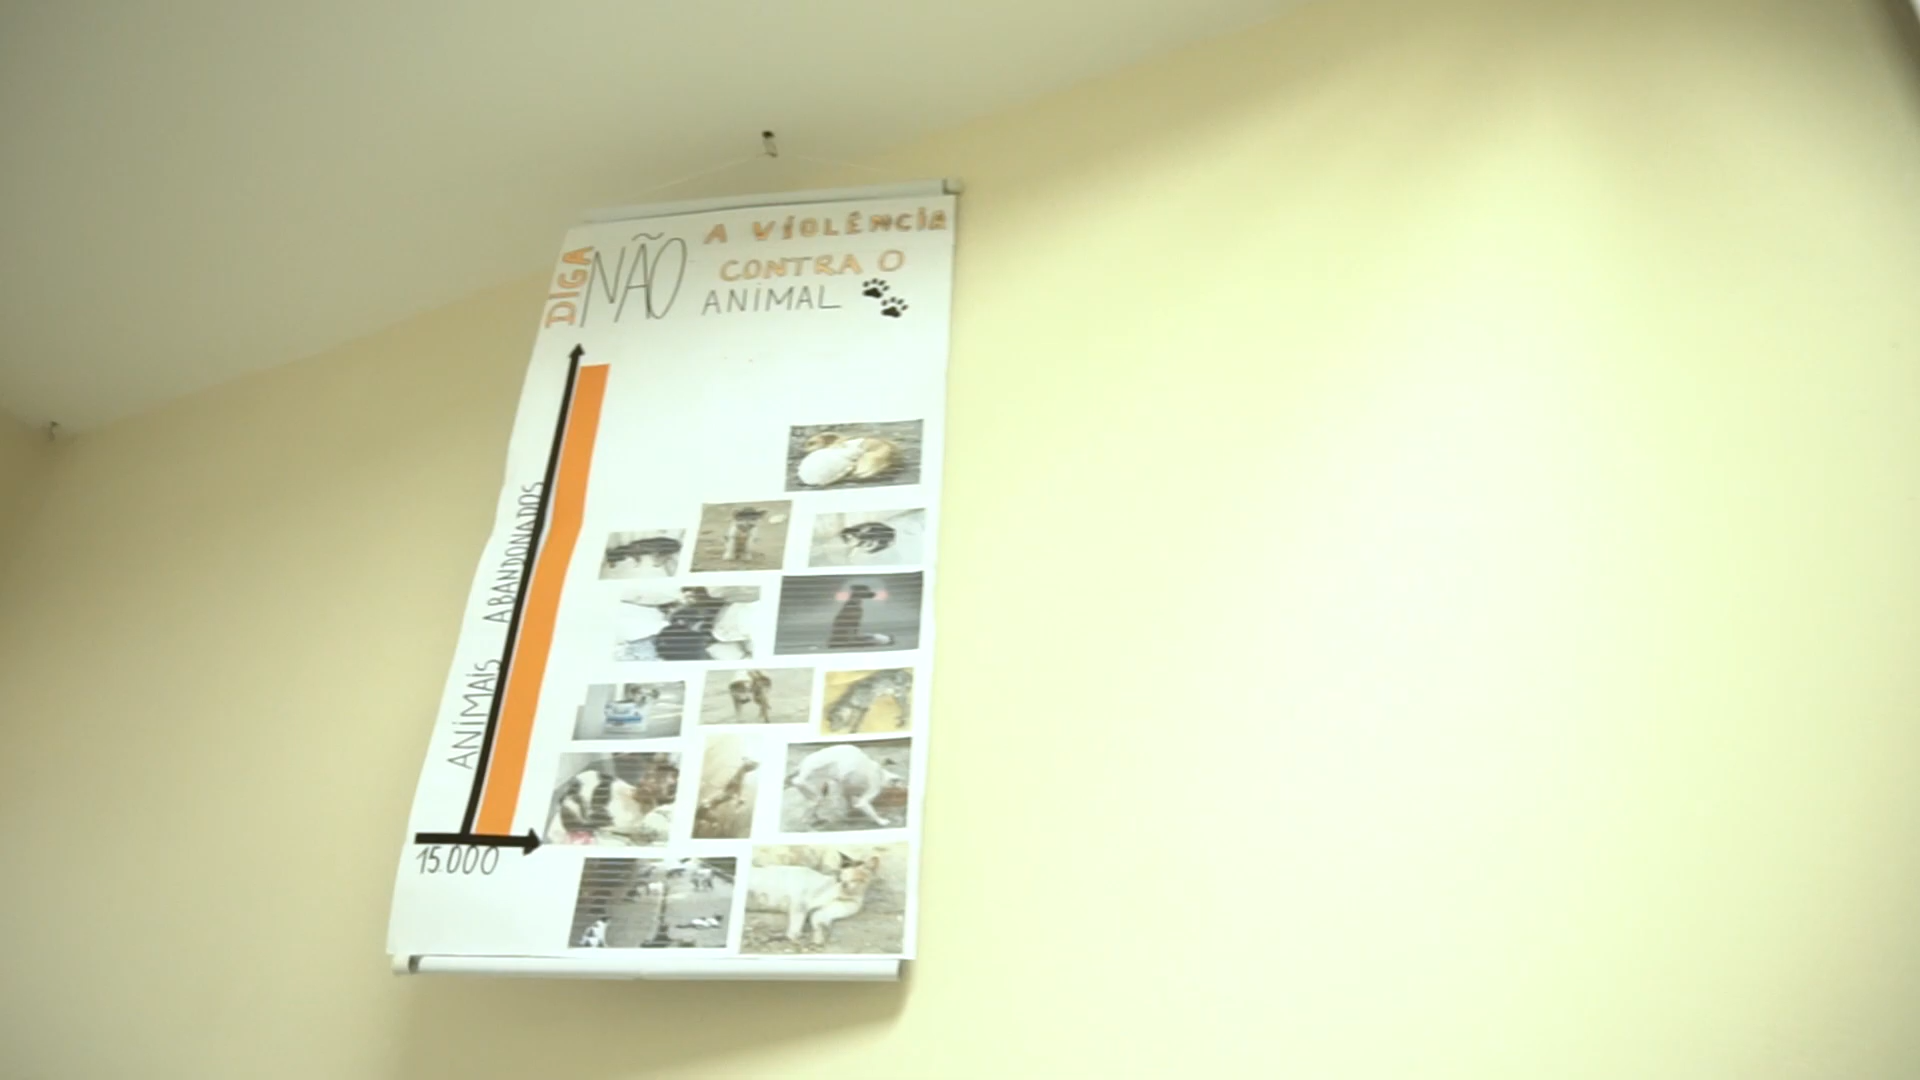 DIGA NÃO A VIOLÊNCIA
CONTRA O
ANIMAL
ANIMAIS ABANDONADOS
15.000